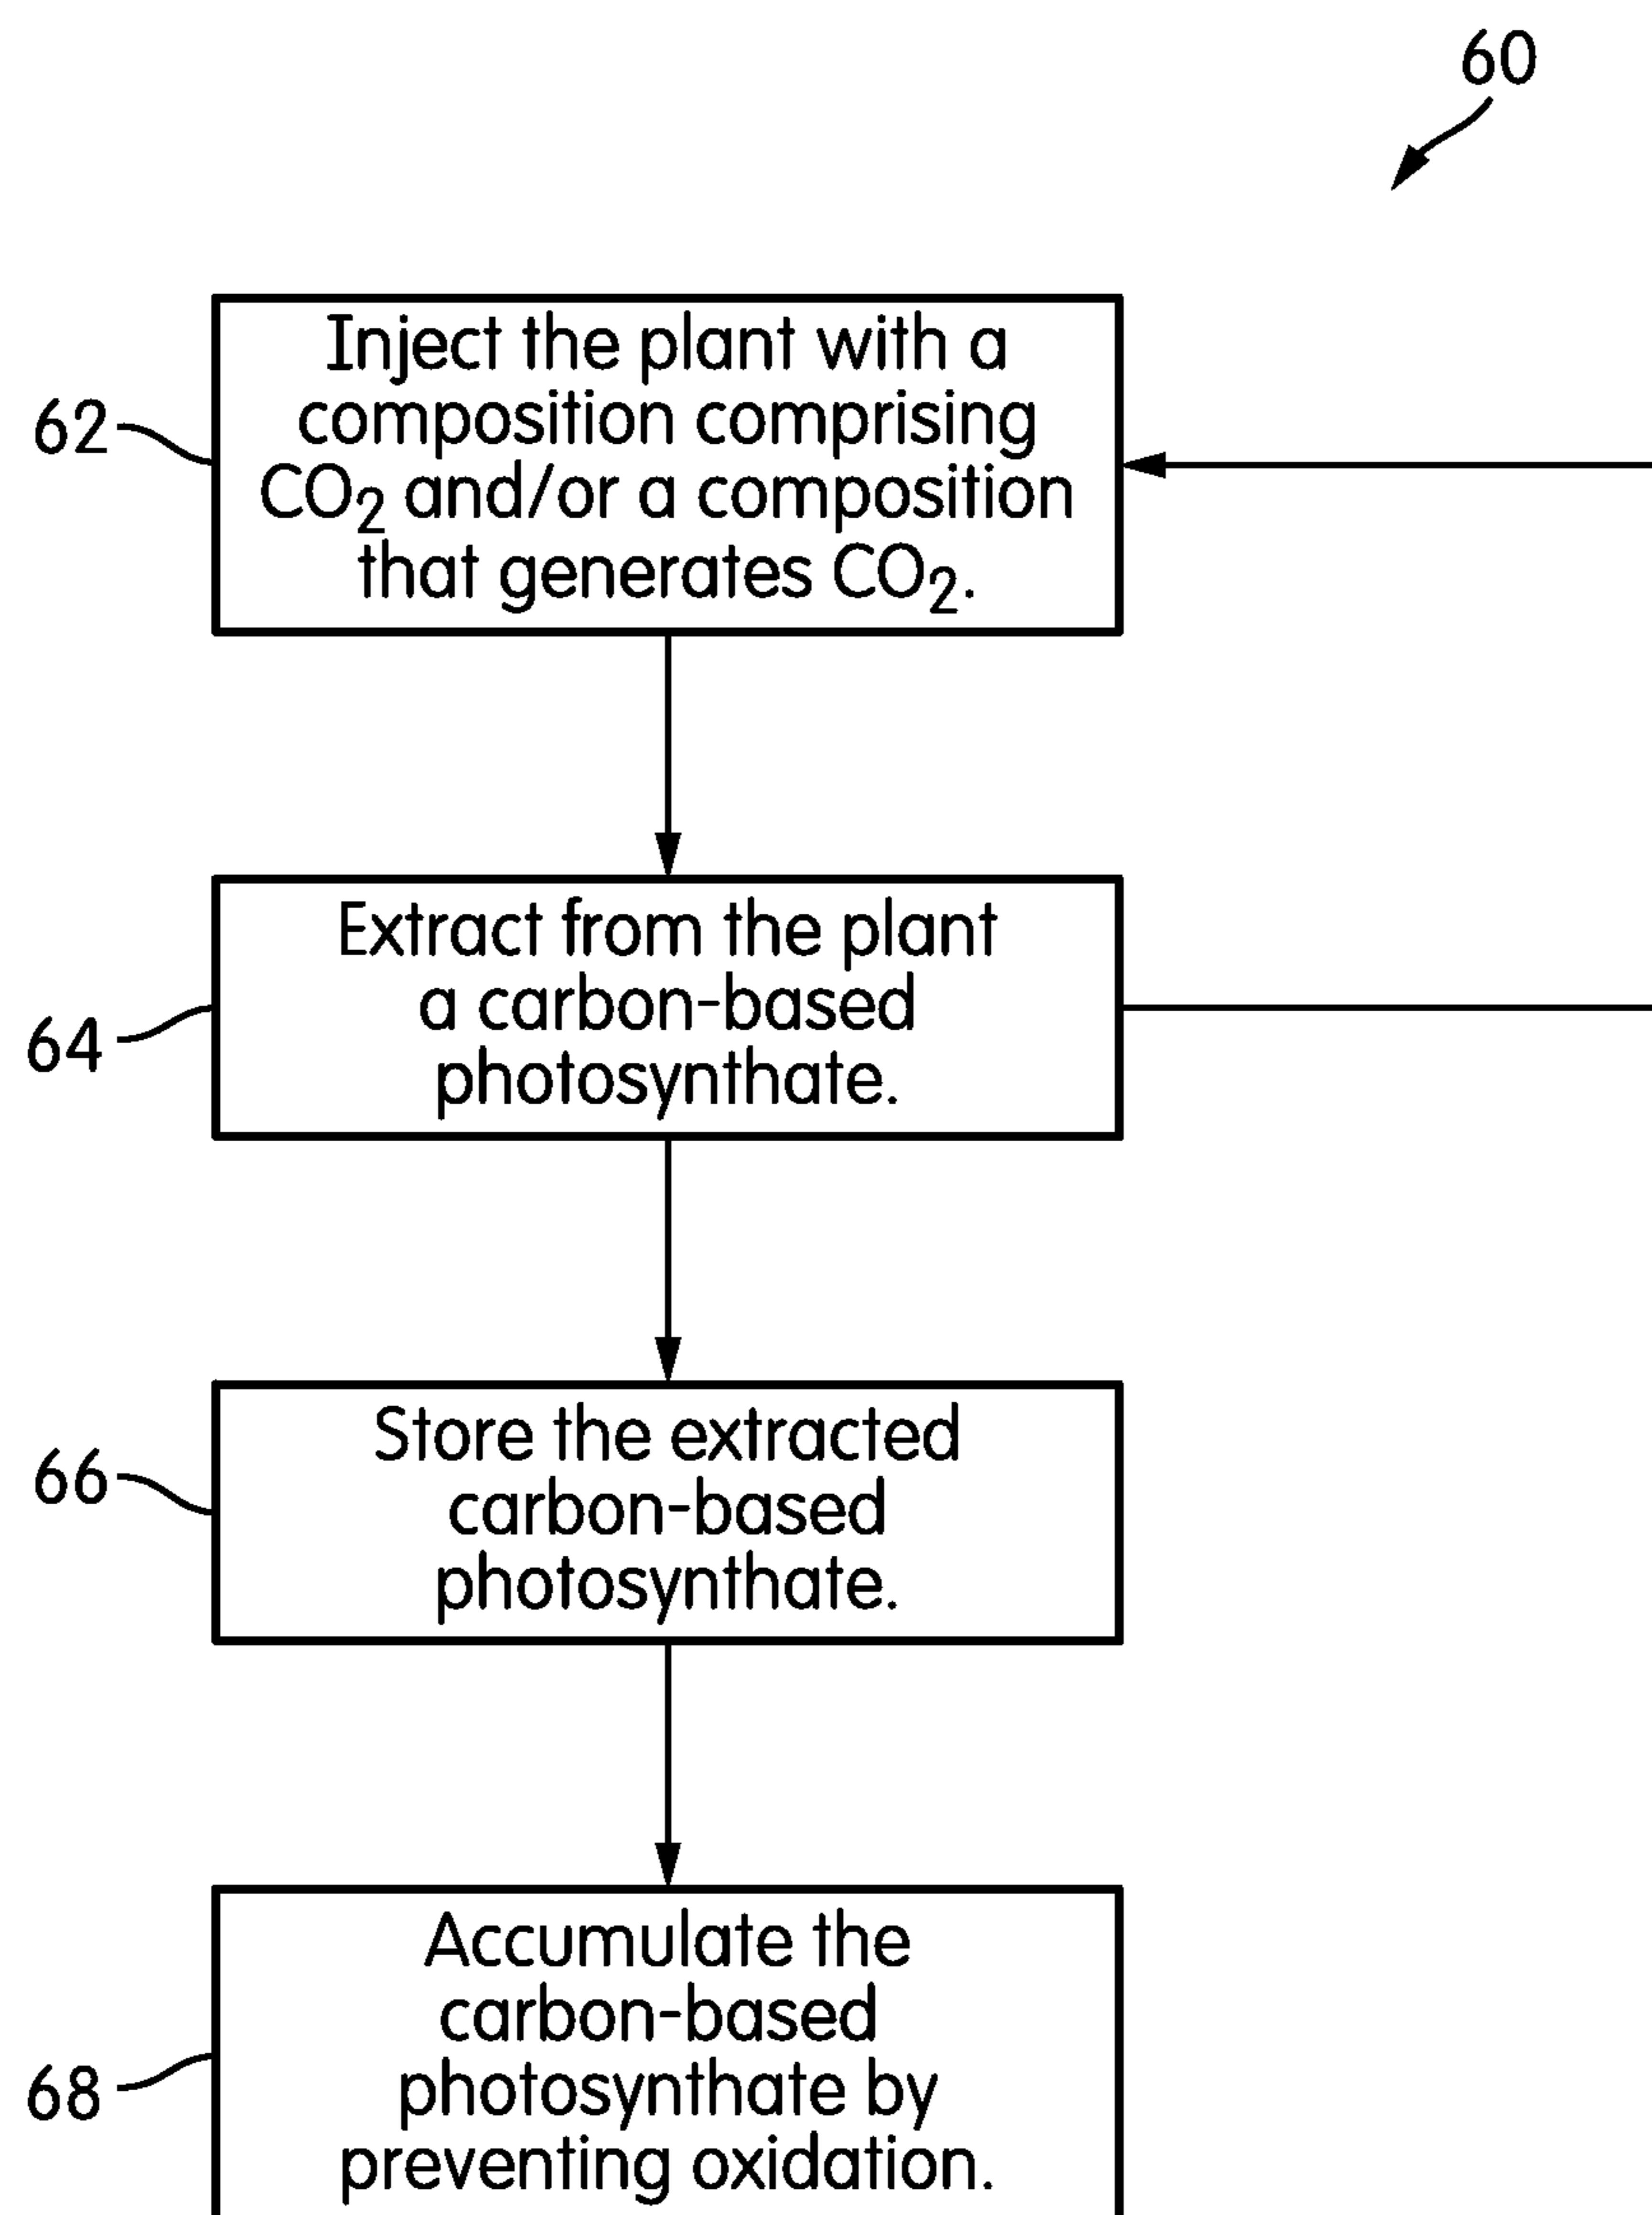 60
62
Inject the plant with a
composition comprising
CO2 and/or a composition
that generates CO2.
64
Extract from the plant
a carbon-based
photosynthate.
66
Store the extracted
carbon-based
photosynthate.
68
Accumulate the
carbon-based
photosynthate by
preventing oxidation.